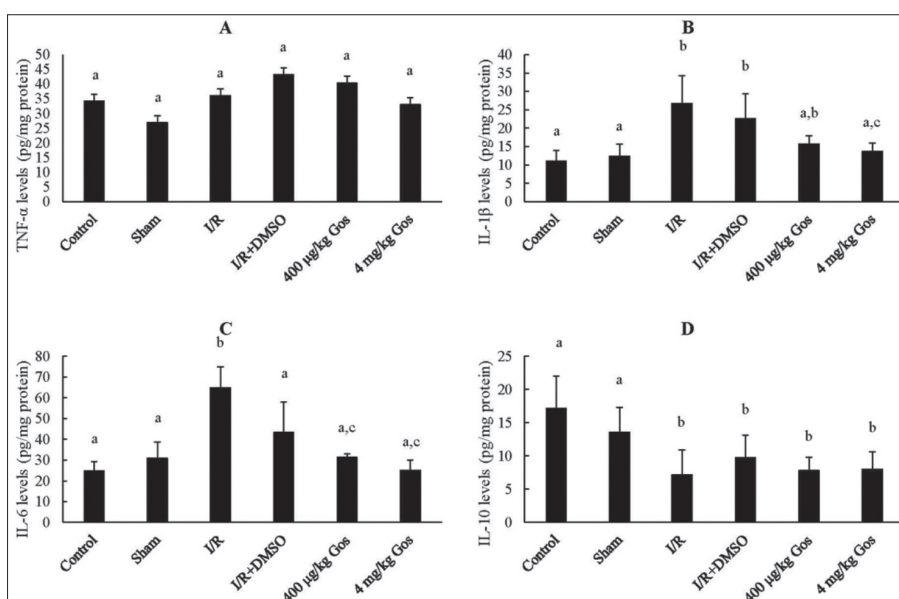 A
TNF-α levels (pg/mg protein)
50
45
40
35
30
25
20
15
10
5
0
a
a
a
a
a
a
Control
Sham
I/R
I/R+DMSO
400 µg/kg Gos
4 mg/kg Gos
B
IL-1β levels (pg/mg protein)
40
35
30
25
20
15
10
5
0
a
a
b
b
a,b
a,c
Control
Sham
I/R
I/R+DMSO
400 µg/kg Gos
4 mg/kg Gos
C
IL-6 levels (pg/mg protein)
80
70
60
50
40
30
20
10
0
a
a
b
a
a,c
a,c
Control
Sham
I/R
I/R+DMSO
400 µg/kg Gos
4 mg/kg Gos
D
IL-10 levels (pg/mg protein)
25
20
15
10
5
0
a
a
b
b
b
b
Control
Sham
I/R
I/R+DMSO
400 µg/kg Gos
4 mg/kg Gos